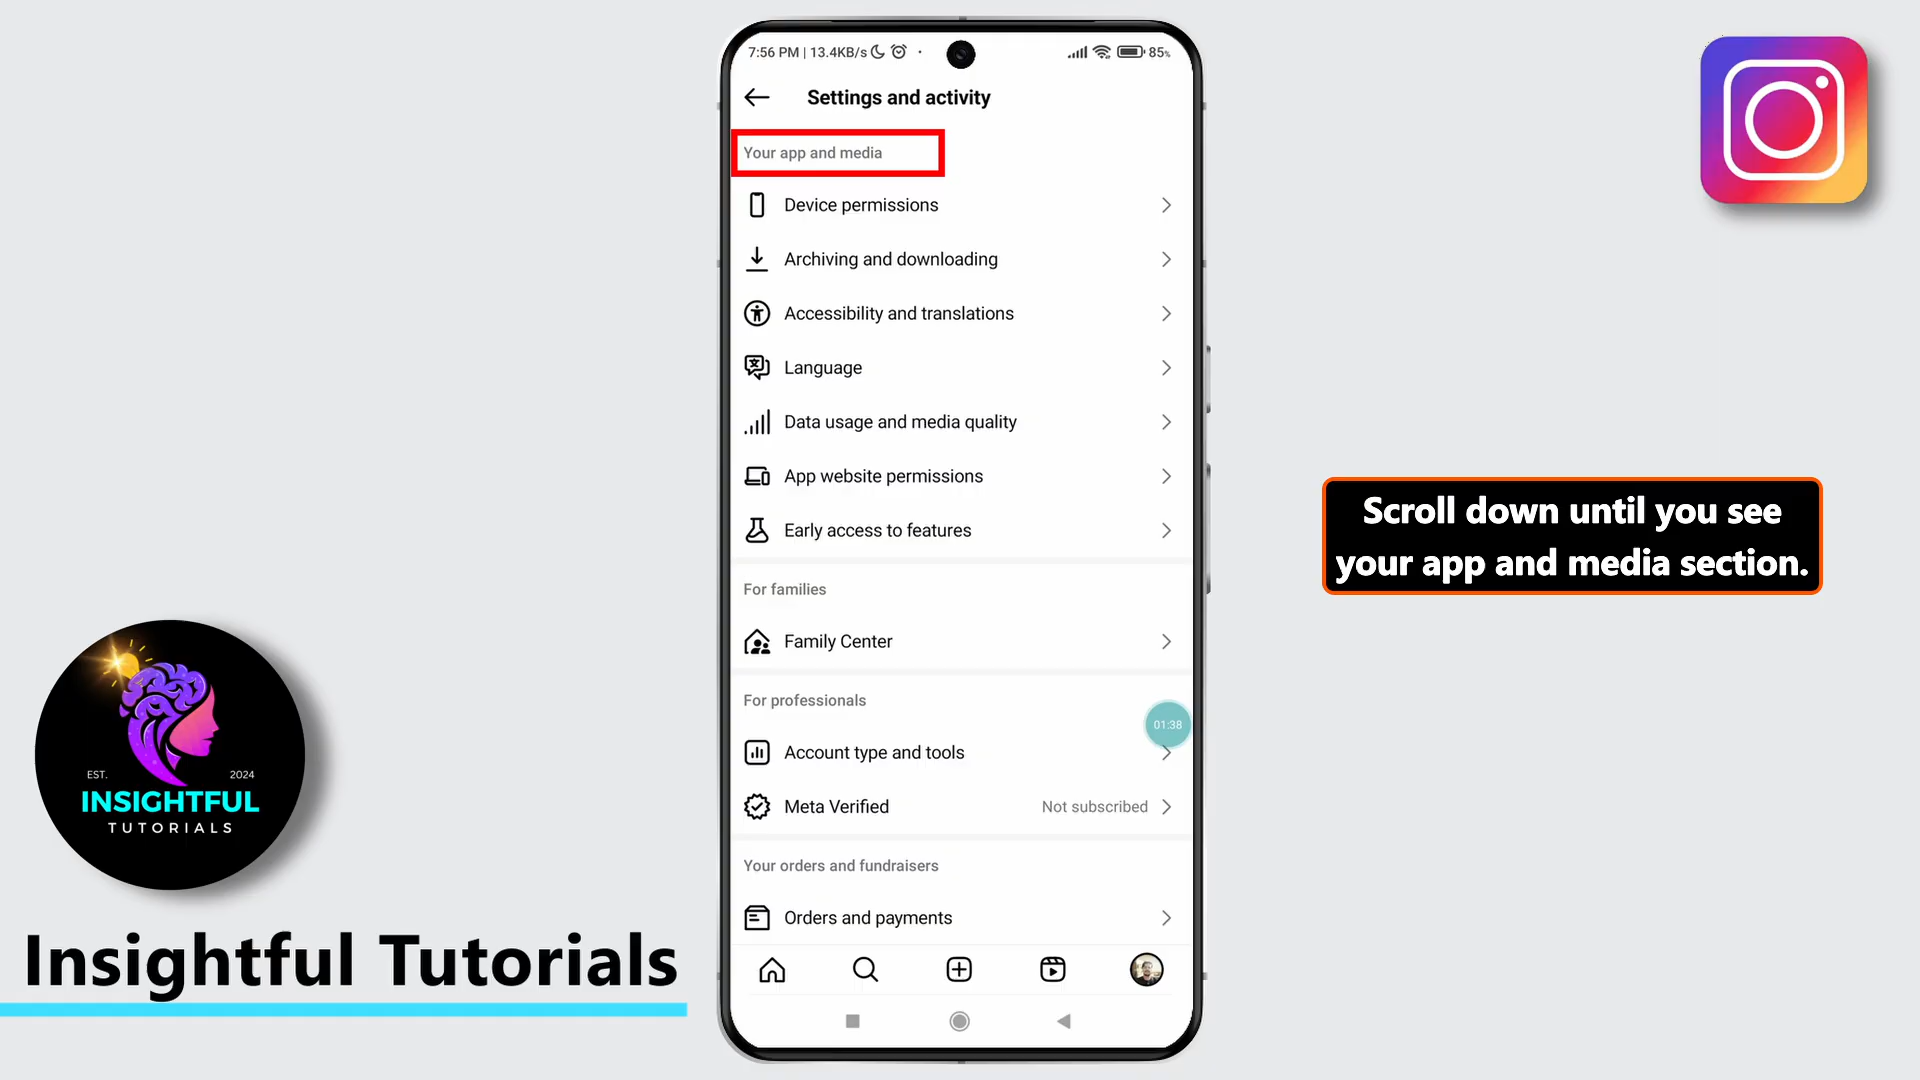 7:56 PM | 13.4KB/s
85%
Settings and activity
Your app and media
Device permissions
Archiving and downloading
Accessibility and translations
Language
Data usage and media quality
App website permissions
Early access to features
For families
Family Center
For professionals
01:38
Account type and tools
Meta Verified
Not subscribed
Your orders and fundraisers
Orders and payments
Scroll down until you see
your app and media section.
EST. 2024
INSIGHTFUL
TUTORIALS
Insightful Tutorials